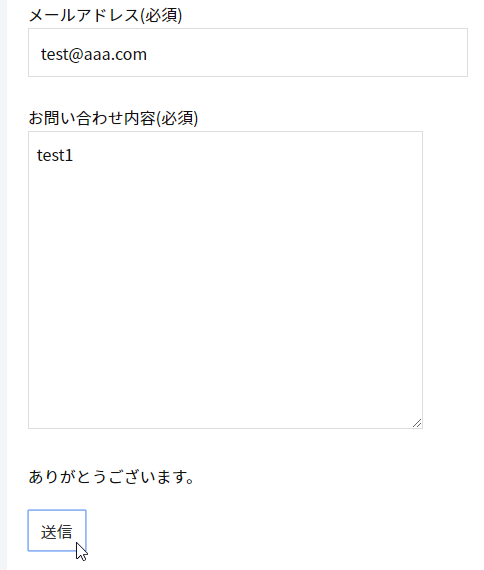 メールアドレス(必須)
test@aaa.com
お問い合わせ内容(必須)
test1
ありがとうございます。
送信